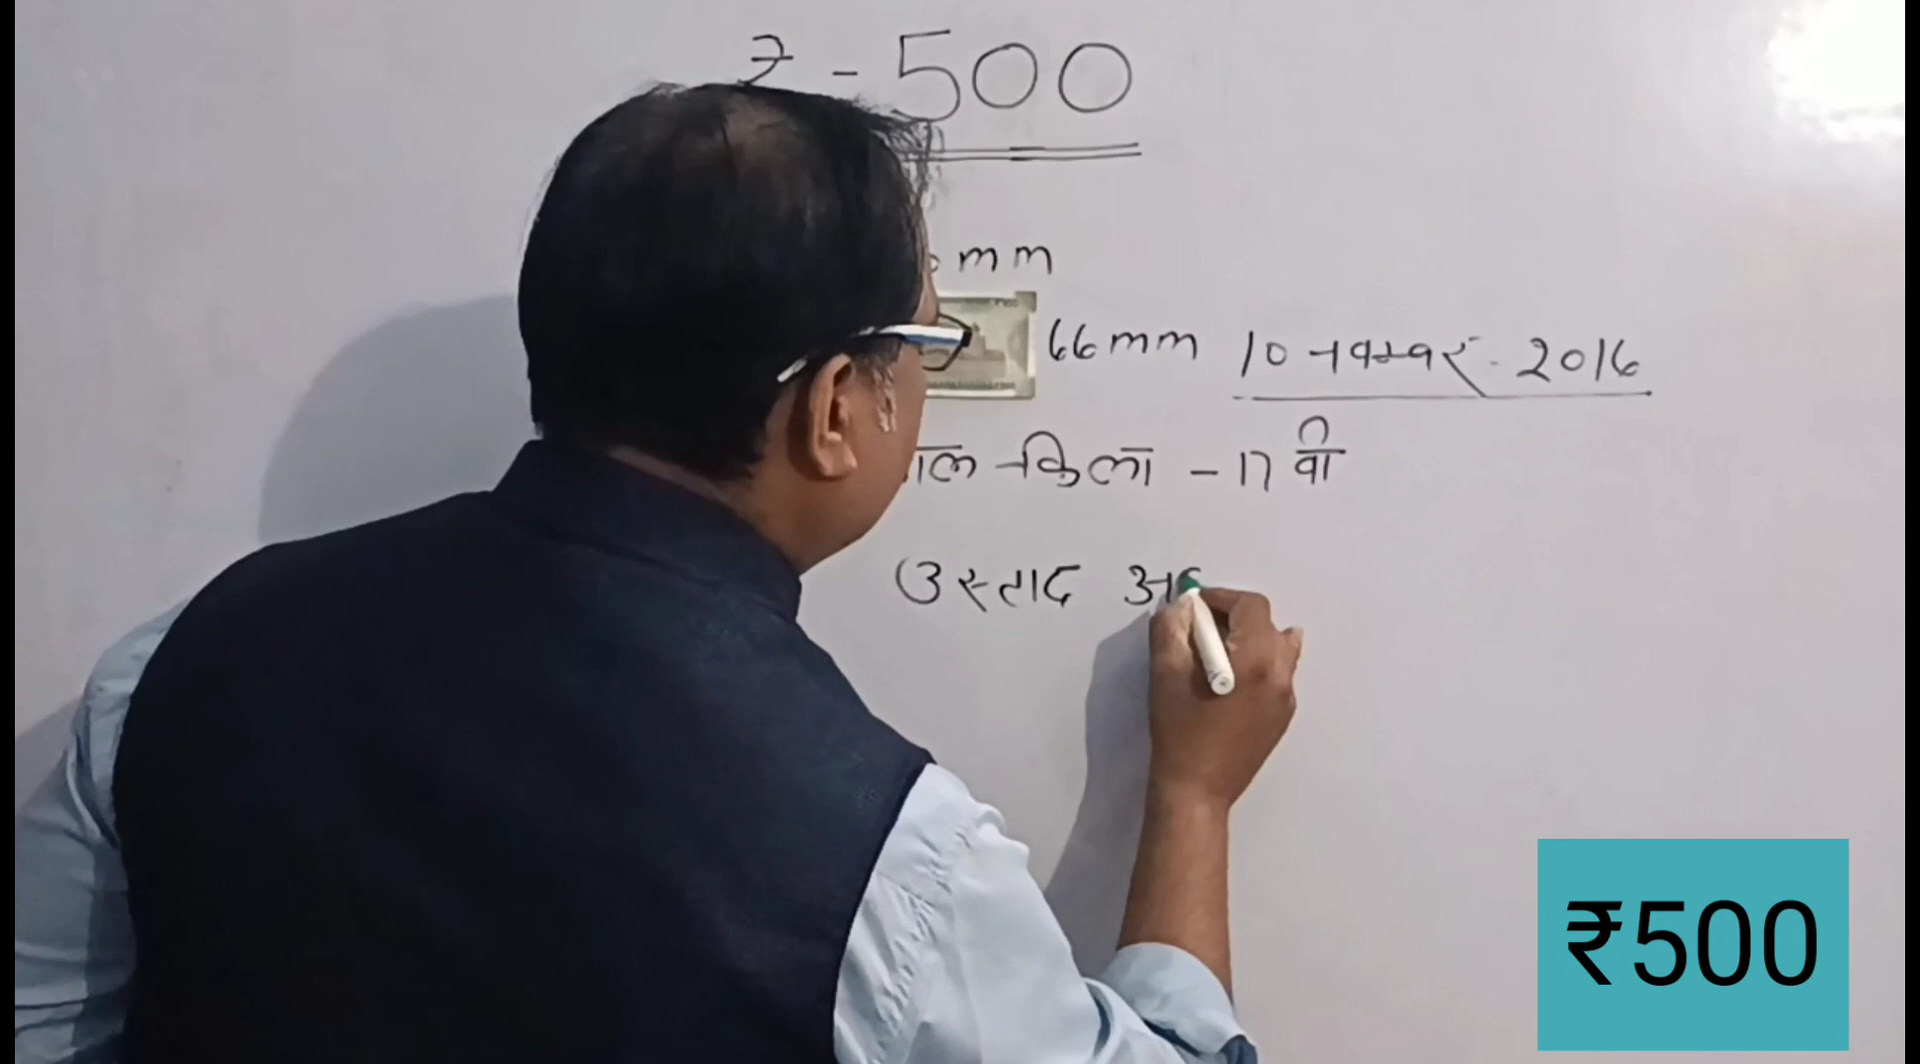 ₹ - 500
mm
66mm 10 नवम्बर - 2016
ल किला - 17 वी
उस्ताद अ
₹500